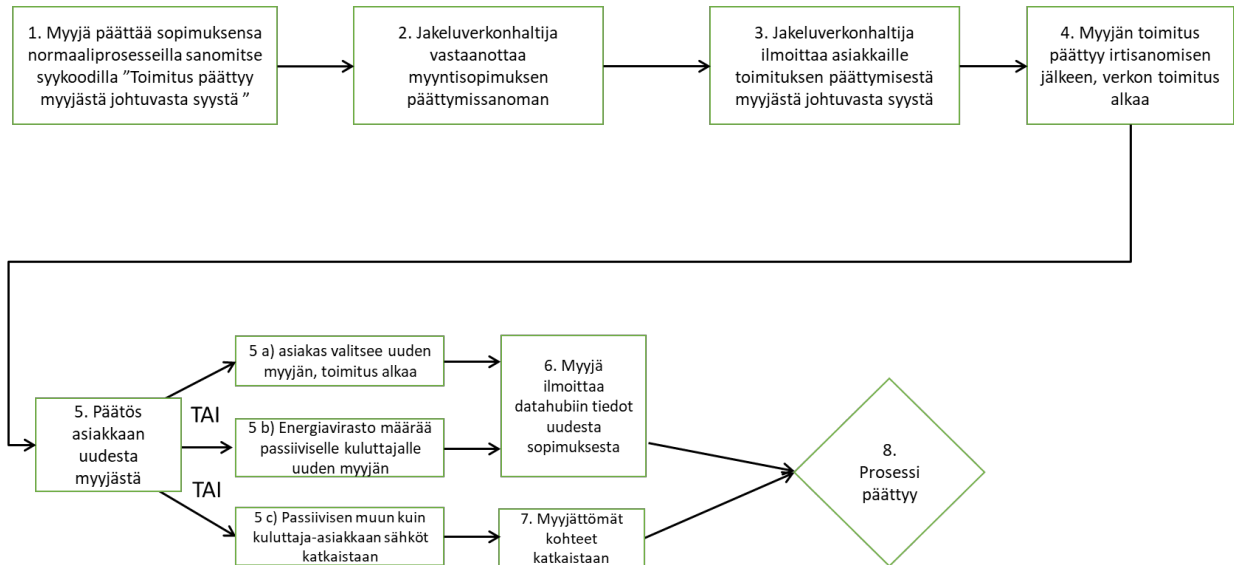 1. Myyjä päättää sopimuksensa
normaaliprosesseilla sanomitse
syykoodilla ”Toimitus päättyy
myyjästä johtuvasta syystä ”
2. Jakeluverkonhaltija
vastaanottaa
myyntisopimuksen
päättymissanoman
3. Jakeluverkonhaltija
ilmoittaa asiakkaille
toimituksen päättymisestä
myyjästä johtuvasta syystä
4. Myyjän toimitus
päättyy irtisanomisen
jälkeen, verkon toimitus
alkaa
5. Päätös
asiakkaan
uudesta
myyjästä
TAI
TAI
5 a) asiakas valitsee uuden
myyjän, toimitus alkaa
5 b) Energiavirasto määrää
passiiviselle kuluttajalle
uuden myyjän
5 c) Passiivisen muun kuin
kuluttaja-asiakkaan sähköt
katkaistaan
6. Myyjä
ilmoittaa
datahubiin tiedot
uudesta
sopimuksesta
7. Myyjättömät
kohteet
katkaistaan
8.
Prosessi
päättyy